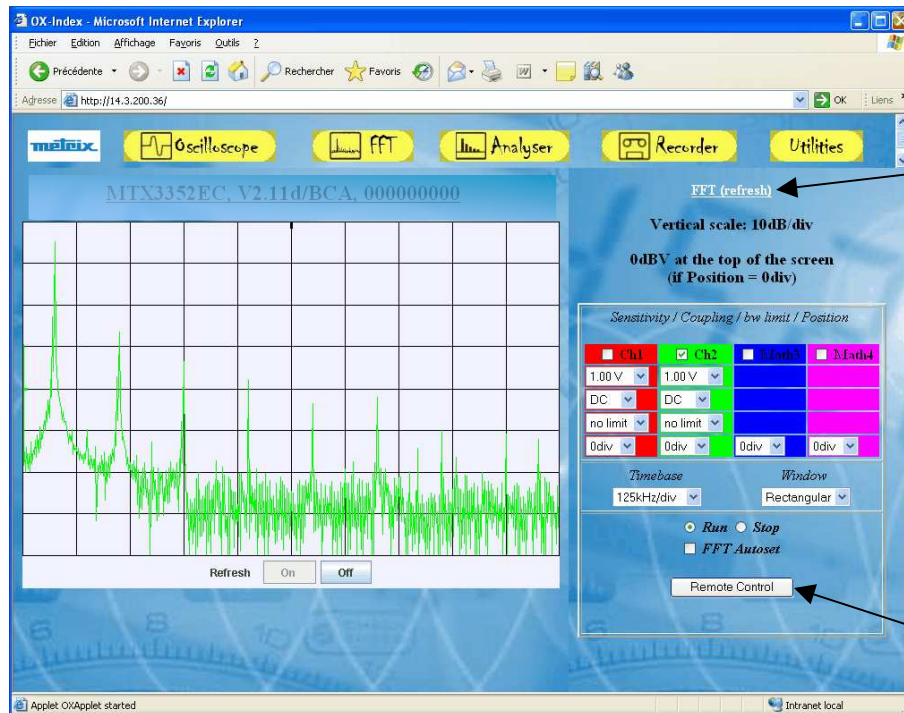 OX-Index - Microsoft Internet Explorer
Fichier Edition Affichage Favoris Outils ?
Précédente Rechercher Favoris
Adresse http://14.3.200.36/ OK Liens
metrix Oscilloscope FFT Analyser Recorder Utilities
MTX3352EC, V2.11d/BCA, 000000000
Refresh On Off
FFT (refresh)
Vertical scale: 10dB/div
0dBV at the top of the screen
(if Position = 0div)
Sensitivity / Coupling / bw limit / Position
Ch1 Ch2 Math3 Math4
1.00 V 1.00 V
DC DC
no limit no limit
0div 0div 0div 0div
Timebase Window
125kHz/div Rectangular
Run Stop
FFT Autoset
Remote Control
Applet OXApplet started Intranet local